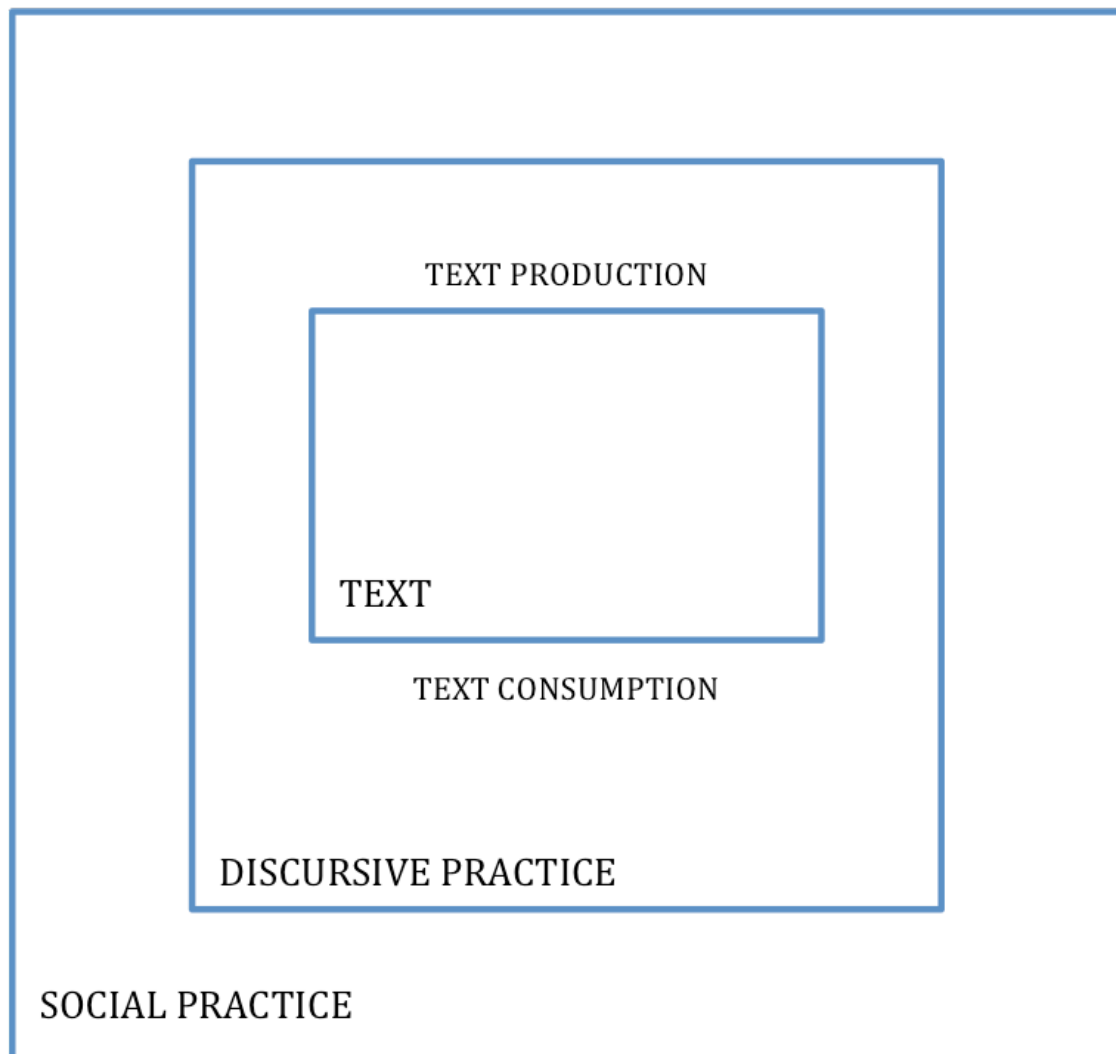 TEXT PRODUCTION
TEXT
TEXT CONSUMPTION
DISCURSIVE PRACTICE
SOCIAL PRACTICE